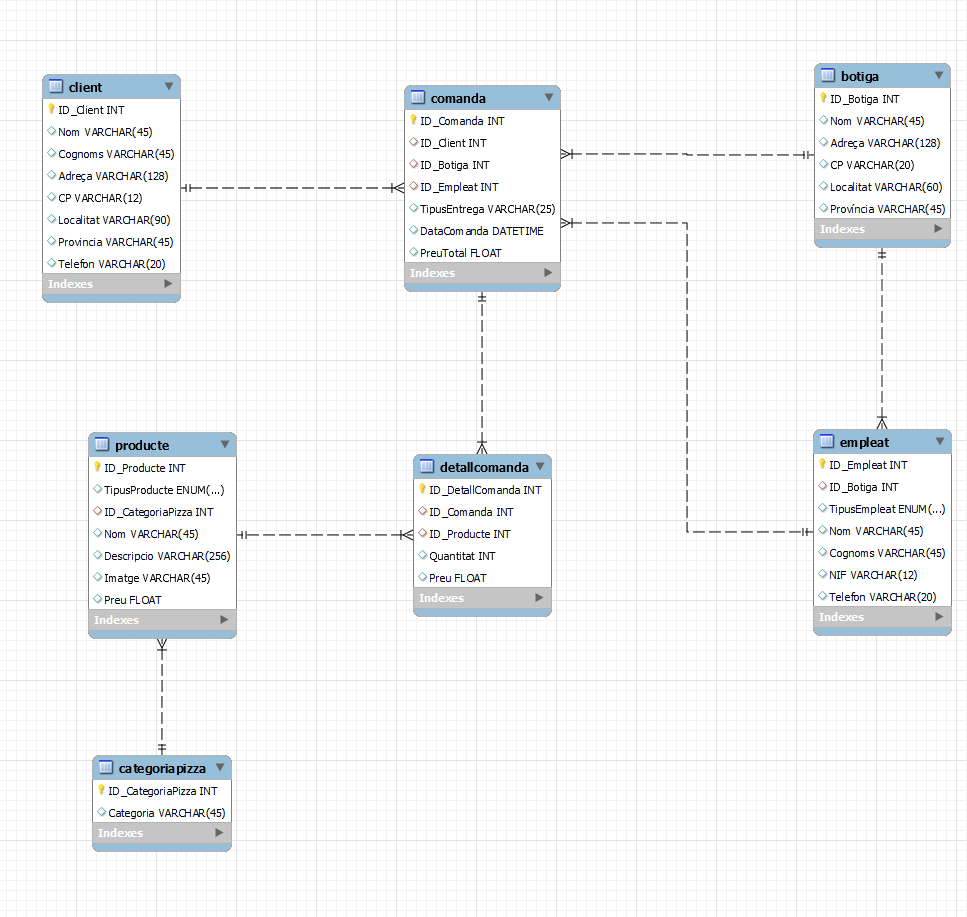 client
ID_Client INT
Nom VARCHAR(45)
Cognoms VARCHAR(45)
Adreça VARCHAR(128)
CP VARCHAR(12)
Localitat VARCHAR(90)
Provincia VARCHAR(45)
Telefon VARCHAR(20)
Indexes
comanda
ID_Comanda INT
ID_Client INT
ID_Botiga INT
ID_Empleat INT
TipusEntrega VARCHAR(25)
DataComanda DATETIME
PreuTotal FLOAT
Indexes
botiga
ID_Botiga INT
Nom VARCHAR(45)
Adreça VARCHAR(128)
CP VARCHAR(20)
Localitat VARCHAR(60)
Província VARCHAR(45)
Indexes
producte
ID_Producte INT
TipusProducte ENUM(...)
ID_CategoriaPizza INT
Nom VARCHAR(45)
Descripcio VARCHAR(256)
Imatge VARCHAR(45)
Preu FLOAT
Indexes
detallcomanda
ID_DetallComanda INT
ID_Comanda INT
ID_Producte INT
Quantitat INT
Preu FLOAT
Indexes
empleat
ID_Empleat INT
ID_Botiga INT
TipusEmpleat ENUM(...)
Nom VARCHAR(45)
Cognoms VARCHAR(45)
NIF VARCHAR(12)
Telefon VARCHAR(20)
Indexes
categoriapizza
ID_CategoriaPizza INT
Categoria VARCHAR(45)
Indexes